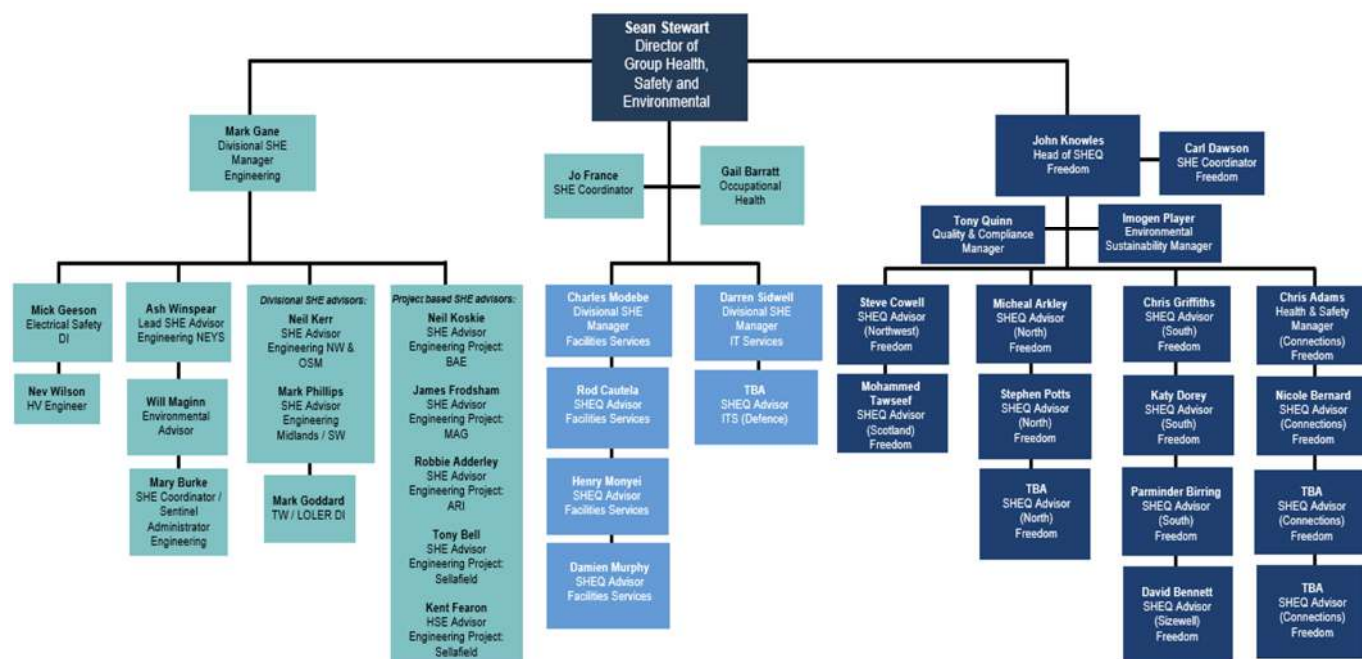 Sean Stewart
Director of
Group Health,
Safety and
Environmental
Mark Gane
Divisional SHE
Manager
Engineering
Jo France
SHE Coordinator
Gail Barratt
Occupational
Health
John Knowles
Head of SHEQ
Freedom
Carl Dawson
SHE Coordinator
Freedom
Tony Quinn
Quality & Compliance
Manager
Imogen Player
Environmental
Sustainability Manager
Mick Geeson
Electrical Safety
DI
Nev Wilson
HV Engineer
Ash Winspear
Lead SHE Advisor
Engineering NEYS
Will Maginn
Environmental
Advisor
Mary Burke
SHE Coordinator /
Sentinel
Administrator
Engineering
Divisional SHE advisors:
Neil Kerr
SHE Advisor
Engineering NW &
OSM
Mark Phillips
SHE Advisor
Engineering
Midlands / SW
Mark Goddard
TW / LOLER DI
Project based SHE advisors:
Neil Koskie
SHE Advisor
Engineering Project:
BAE
James Frodsham
SHE Advisor
Engineering Project:
MAG
Robbie Adderley
SHE Advisor
Engineering Project:
ARI
Tony Bell
SHE Advisor
Engineering Project:
Sellafield
Kent Fearon
HSE Advisor
Engineering Project:
Sellafield
Charles Modebe
Divisional SHE
Manager
Facilities Services
Rod Cautela
SHEQ Advisor
Facilities Services
Henry Monyei
SHEQ Advisor
Facilities Services
Damien Murphy
SHEQ Advisor
Facilities Services
Darren Sidwell
Divisional SHE
Manager
IT Services
TBA
SHEQ Advisor
ITS (Defence)
Steve Cowell
SHEQ Advisor
(Northwest)
Freedom
Mohammed
Tawseef
SHEQ Advisor
(Scotland)
Freedom
Micheal Arkley
SHEQ Advisor
(North)
Freedom
Stephen Potts
SHEQ Advisor
(North)
Freedom
TBA
SHEQ Advisor
(North)
Freedom
Chris Griffiths
SHEQ Advisor
(South)
Freedom
Katy Dorey
SHEQ Advisor
(South)
Freedom
Parminder Birring
SHEQ Advisor
(South)
Freedom
David Bennett
SHEQ Advisor
(Sizewell)
Freedom
Chris Adams
Health & Safety
Manager
(Connections)
Freedom
Nicole Bernard
SHEQ Advisor
(Connections)
Freedom
TBA
SHEQ Advisor
(Connections)
Freedom
TBA
SHEQ Advisor
(Connections)
Freedom